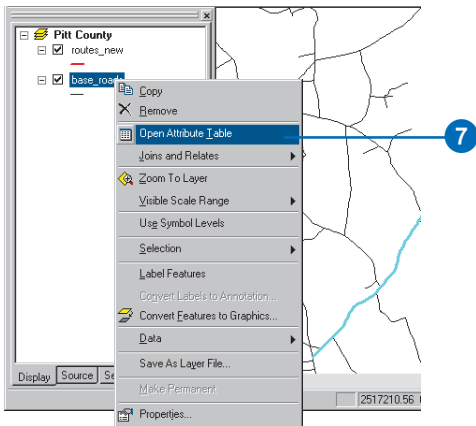 Pitt County
routes_new
base_roads
Copy
Remove
Open Attribute Table
7
Joins and Relates
Zoom To Layer
Visible Scale Range
Use Symbol Levels
Selection
Label Features
Convert Labels to Annotation...
Convert Features to Graphics...
Data
Save As Layer File...
Make Permanent
Properties...
Display Source Se
2517210.56